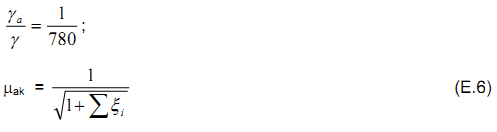 γₐ/γ = 1/780 ;
μak = 1/√(1+∑ξᵢ) (E.6)